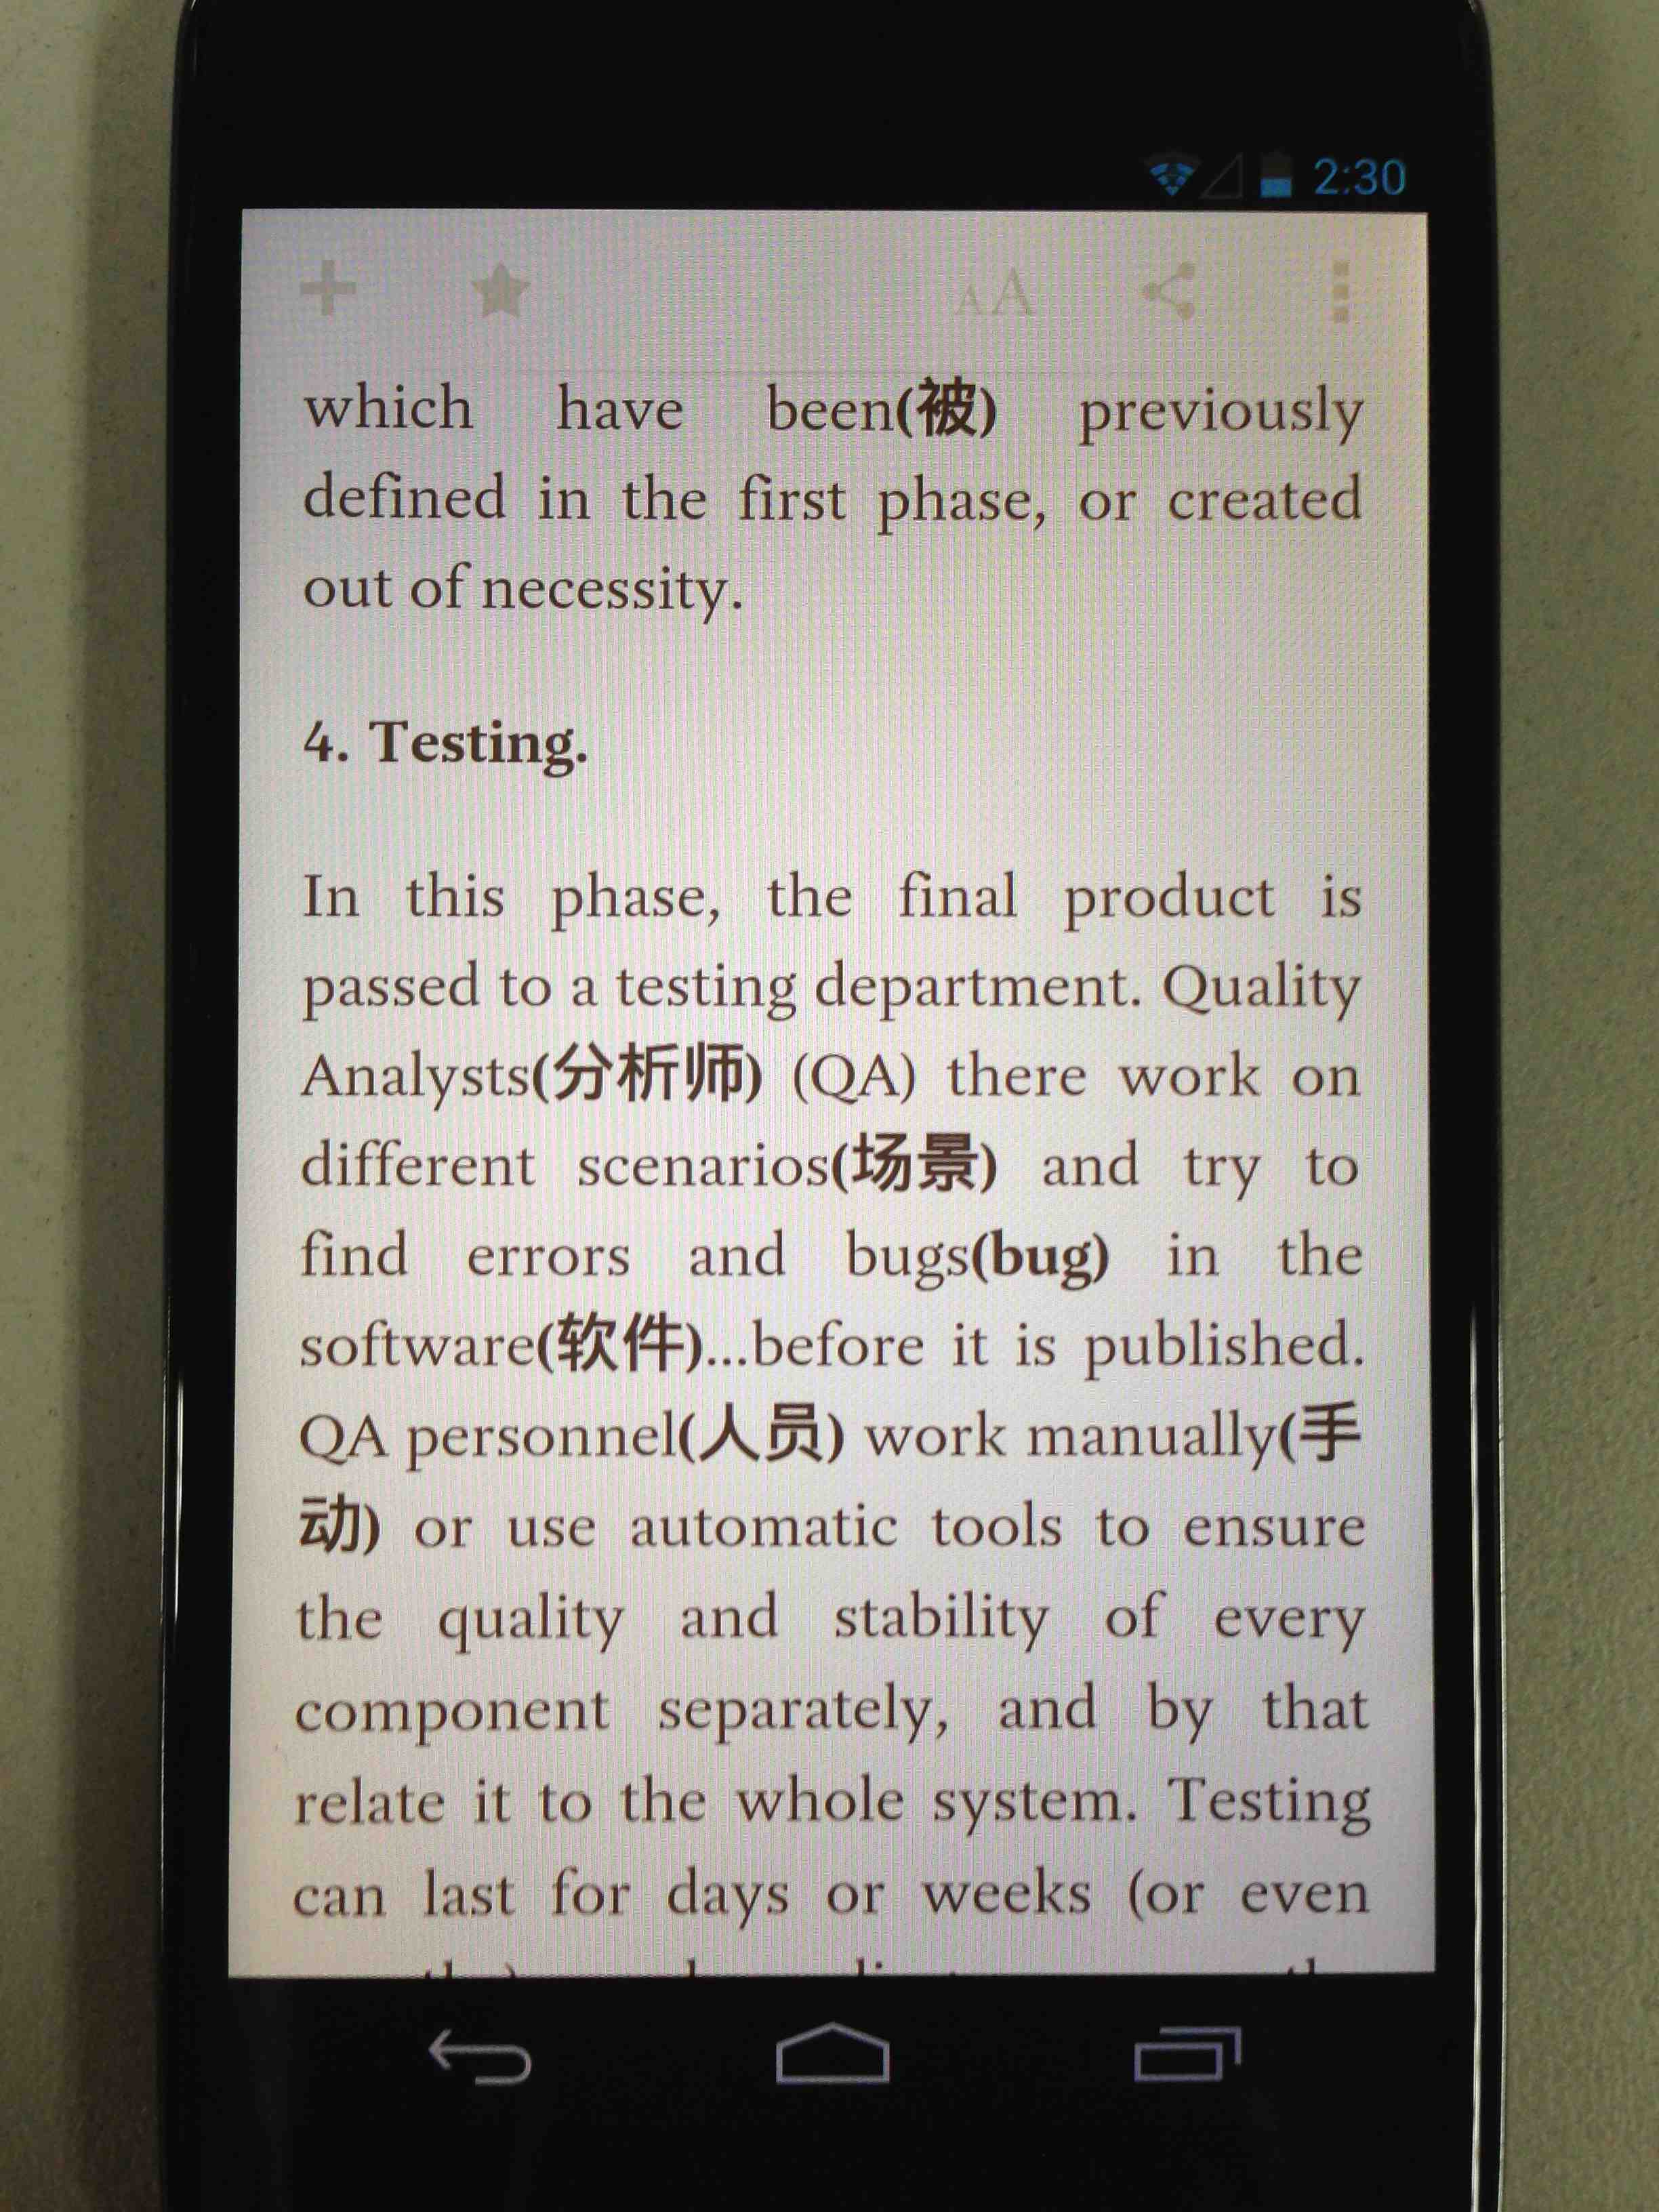 2:30
AA
which have been(被) previously
defined in the first phase, or created
out of necessity.
4. Testing.
In this phase, the final product is
passed to a testing department. Quality
Analysts(分析师) (QA) there work on
different scenarios(场景) and try to
find errors and bugs(bug) in the
software(软件)...before it is published.
QA personnel(人员) work manually(手
动) or use automatic tools to ensure
the quality and stability of every
component separately, and by that
relate it to the whole system. Testing
can last for days or weeks (or even